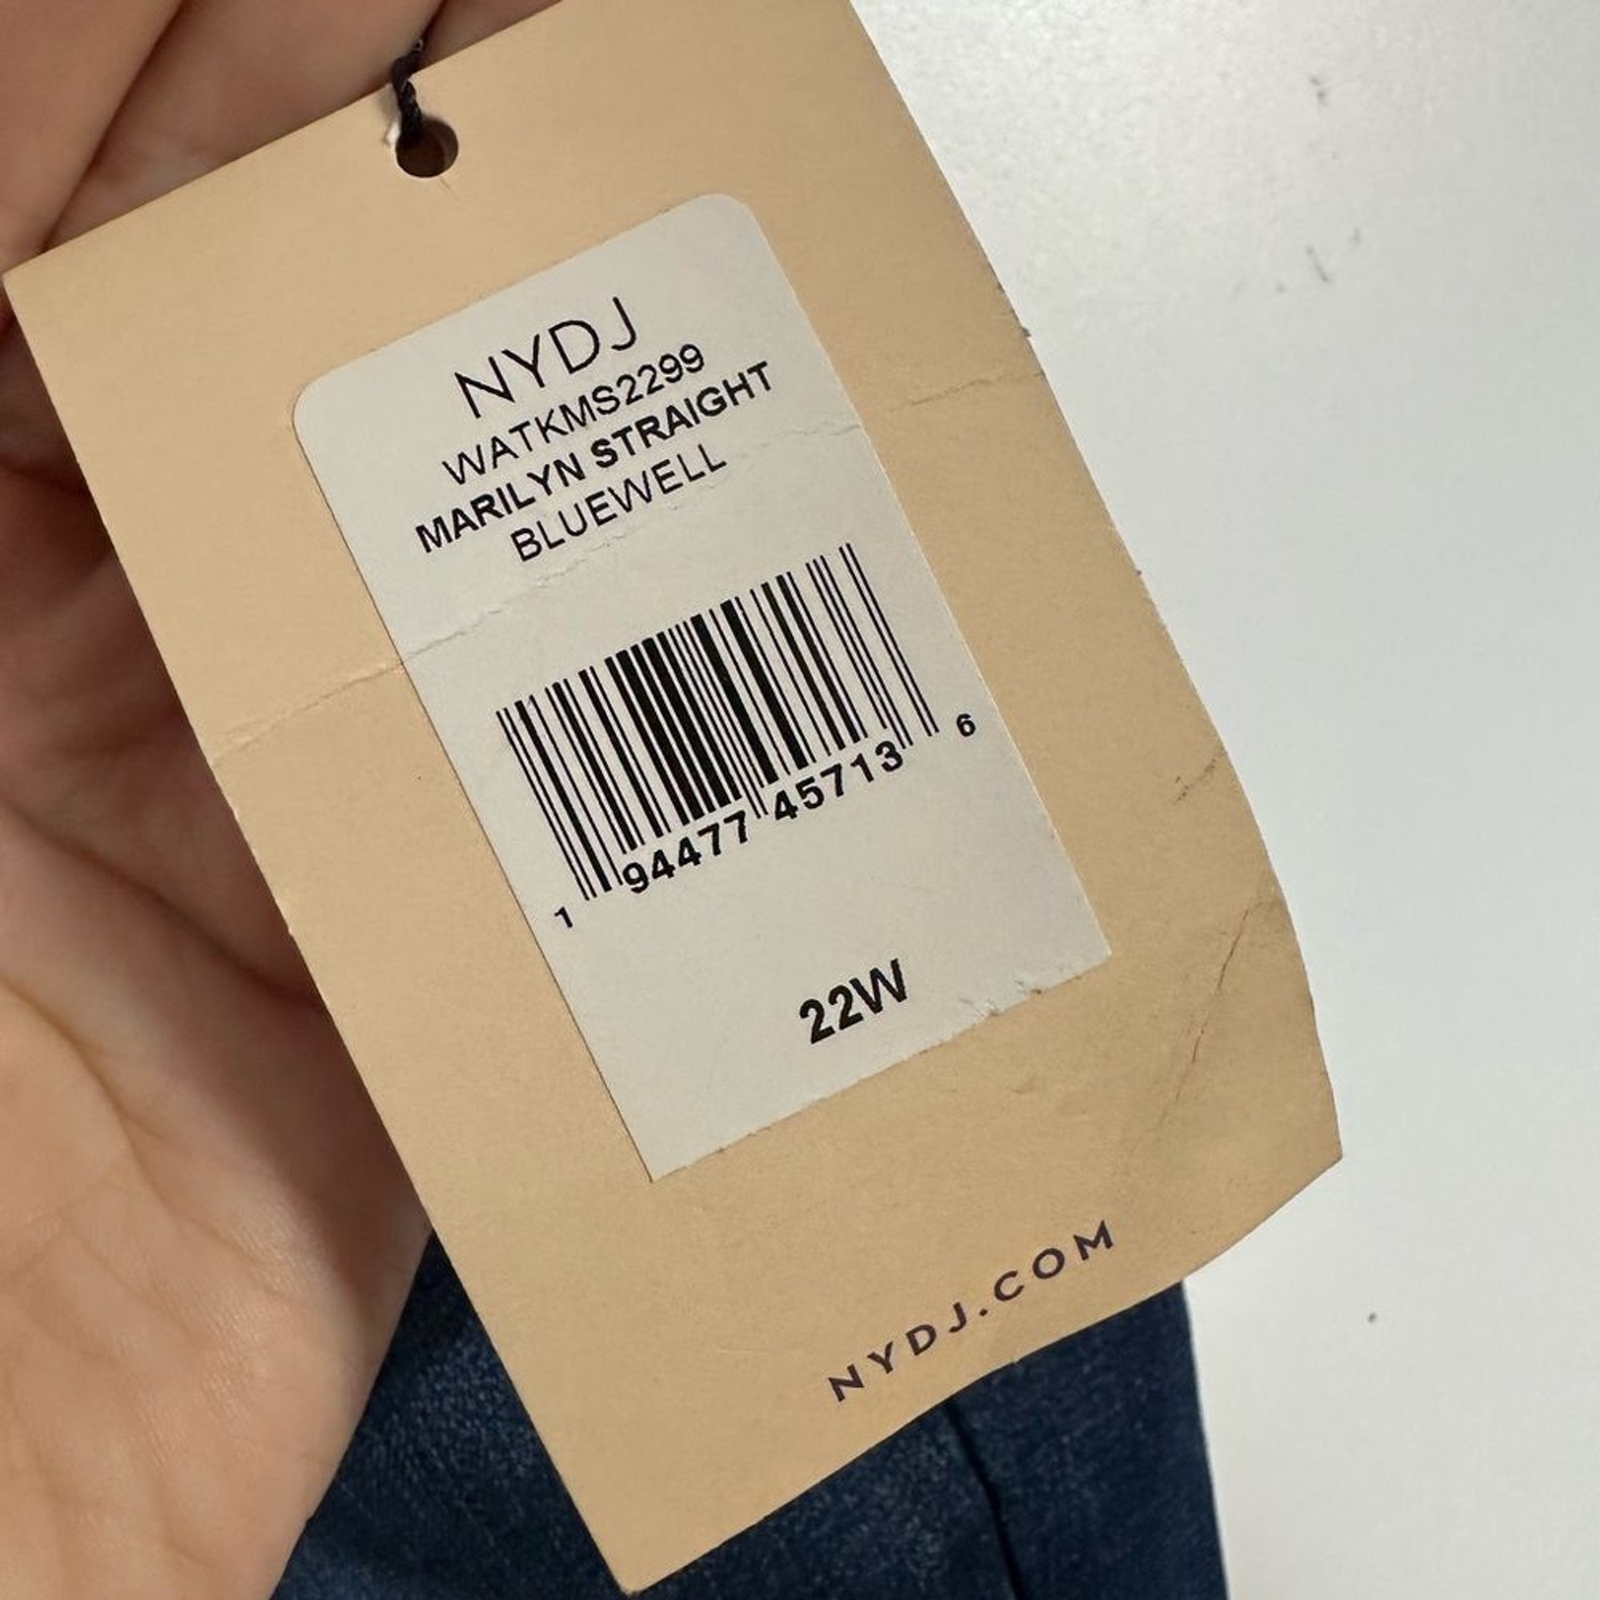 NYDJ
WATKMS2299
MARILYN STRAIGHT
BLUEWELL
1 94477 45713 6
22W
NYDJ.COM